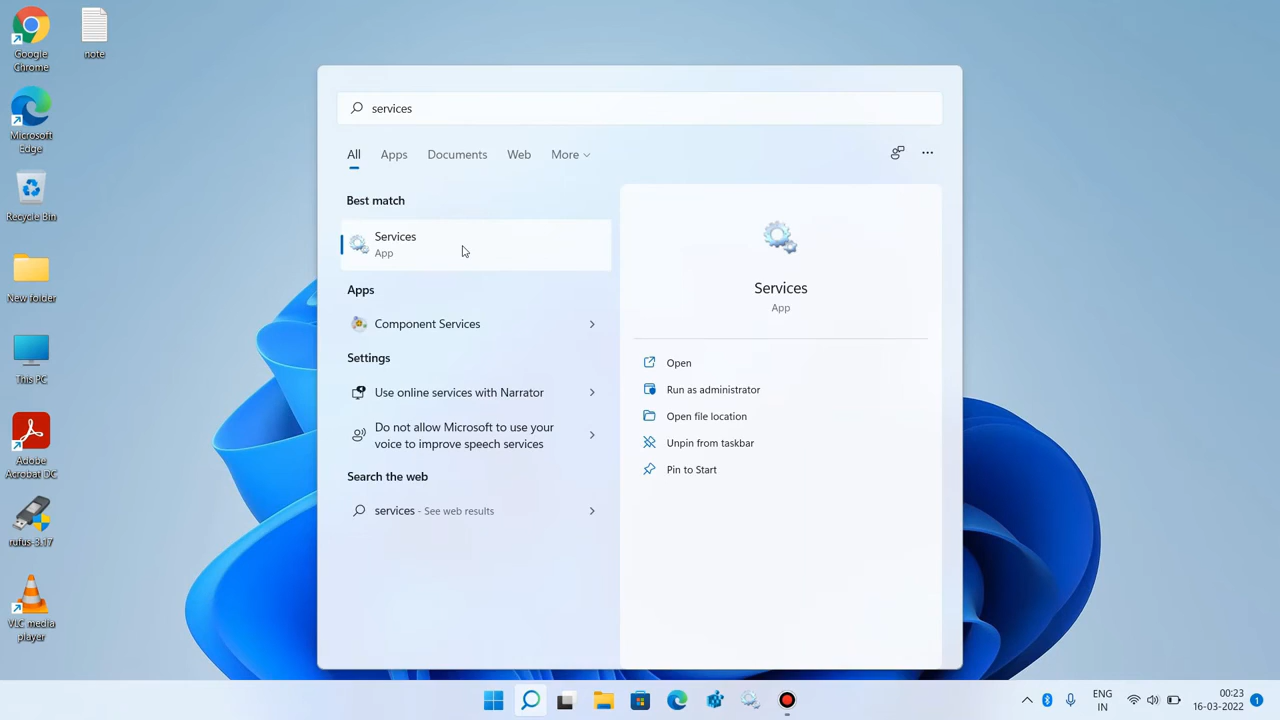 Google
Chrome
note
Microsoft
Edge
Recycle Bin
New folder
This PC
Adobe
Acrobat DC
rufus-3.17
VLC media
player
services
All
Apps
Documents
Web
More
Best match
Services
App
Apps
Component Services
Settings
Use online services with Narrator
Do not allow Microsoft to use your
voice to improve speech services
Search the web
services - See web results
Services
App
Open
Run as administrator
Open file location
Unpin from taskbar
Pin to Start
ENG
IN
00:23
16-03-2022
1